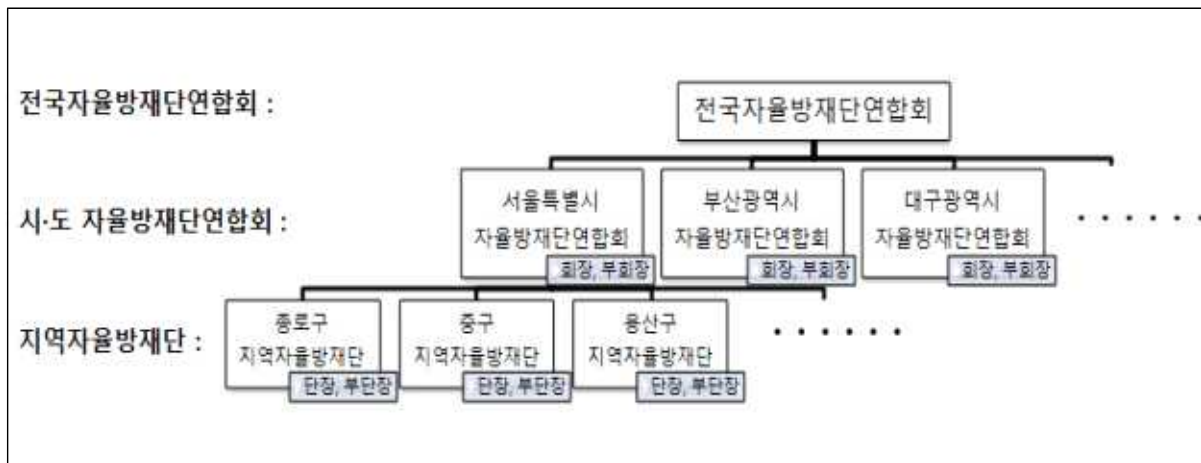 전국자율방재단연합회 :
전국자율방재단연합회
시·도 자율방재단연합회 :
서울특별시
자율방재단연합회
회장, 부회장
부산광역시
자율방재단연합회
회장, 부회장
대구광역시
자율방재단연합회
회장, 부회장
· · · · · ·
지역자율방재단 :
종로구
지역자율방재단
단장, 부단장
중구
지역자율방재단
단장, 부단장
용산구
지역자율방재단
단장, 부단장
· · · · · ·